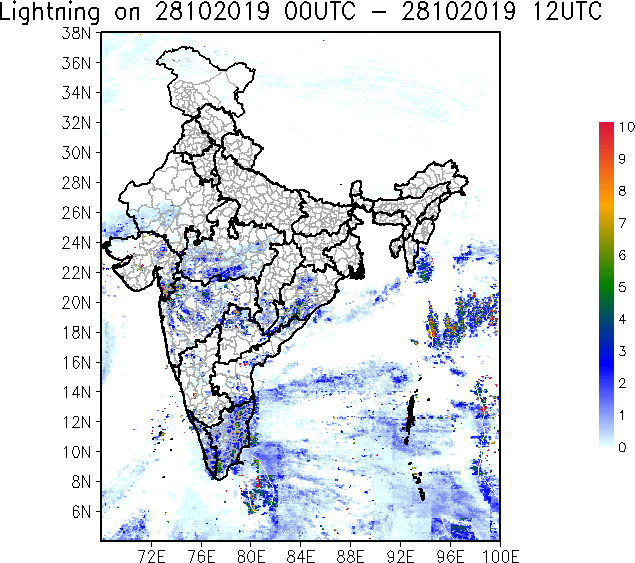 Lightning on 28102019 00UTC – 28102019 12UTC
38N
36N
34N
32N
30N
28N
26N
24N
22N
20N
18N
16N
14N
12N
10N
8N
6N
72E 76E 80E 84E 88E 92E 96E 100E
10
9
8
7
6
5
4
3
2
1
0